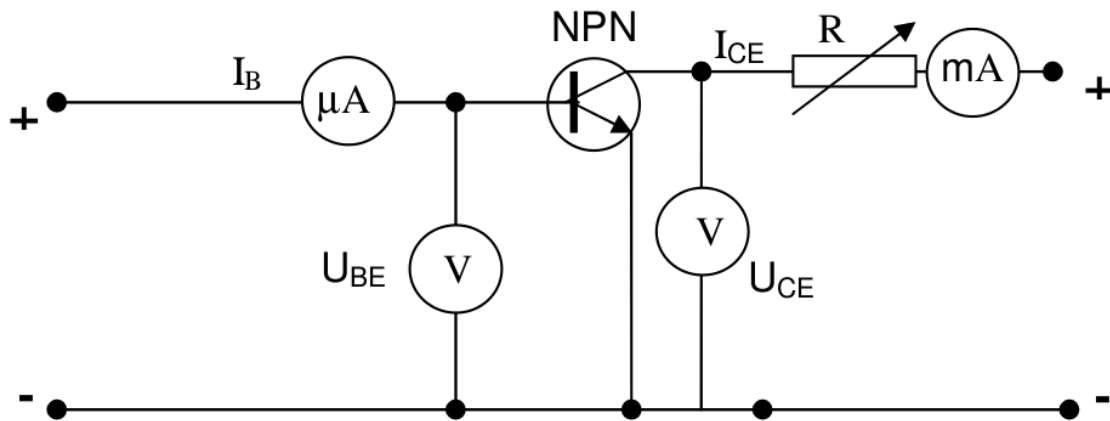 NPN
I_CE
R
I_B
μA
mA
+
+
U_BE
V
V
U_CE
-
-